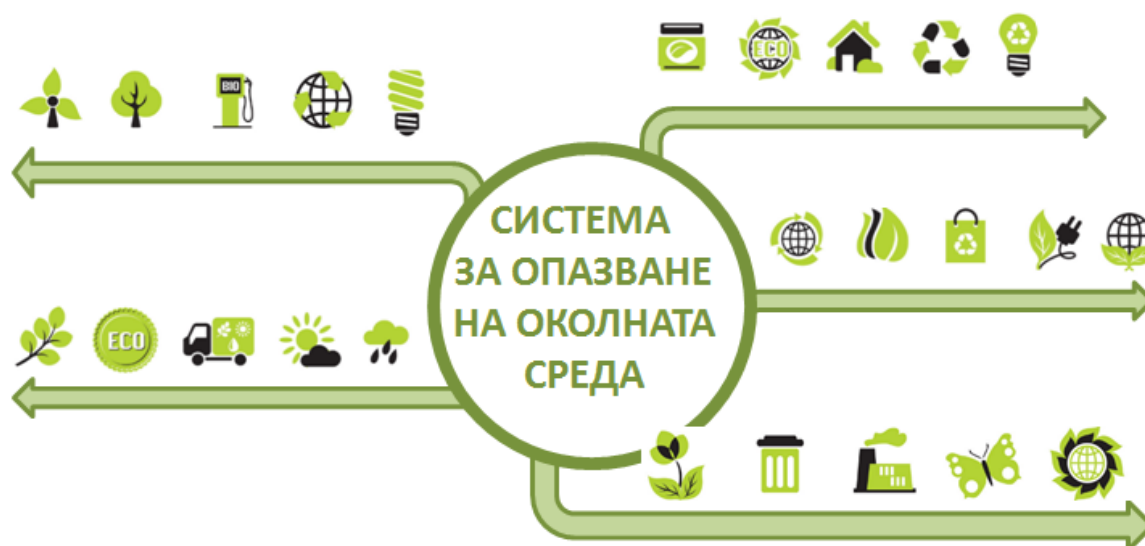 BIO
ECO
СИСТЕМА
ЗА ОПАЗВАНЕ
НА ОКОЛНАТА
СРЕДА
ECO